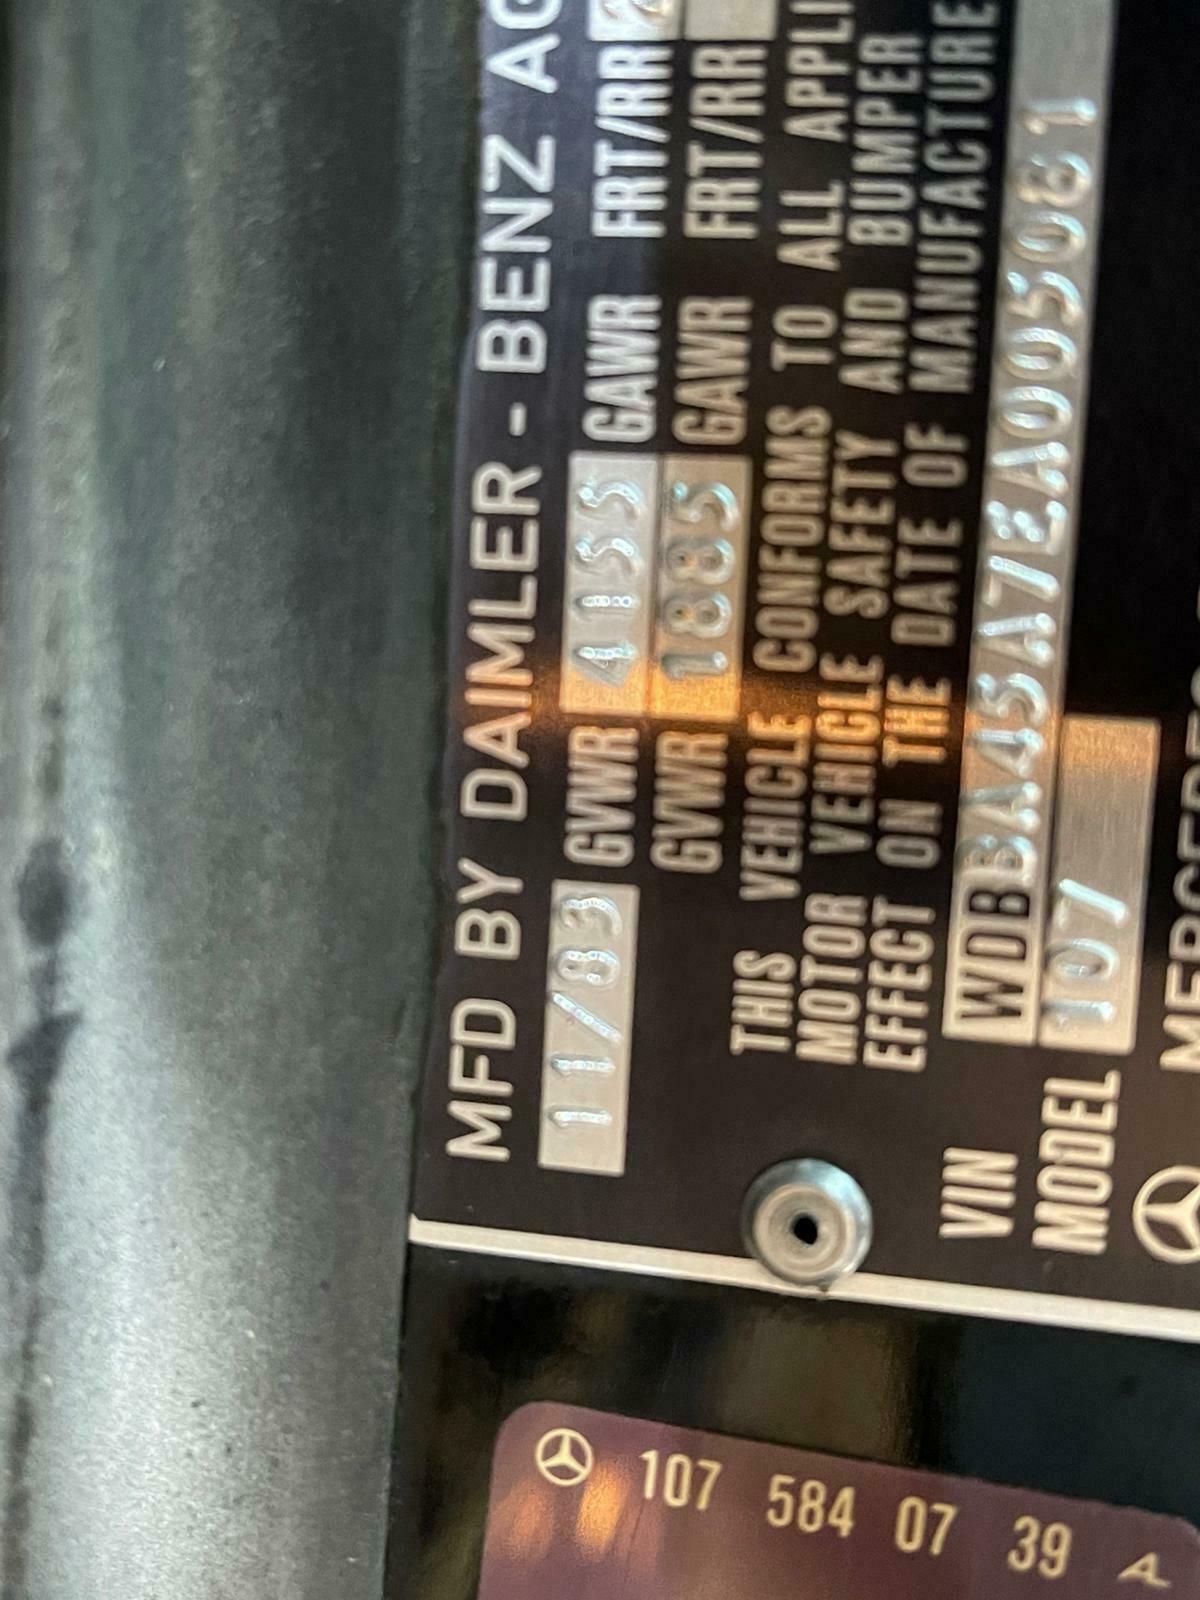 MFD BY DAIMLER - BENZ AG
11/83 GVWR 4155 GAWR FRT/RR 2
GVWR 1885 GAWR FRT/RR
THIS VEHICLE CONFORMS TO ALL APPLI
MOTOR VEHICLE SAFETY AND BUMPER
EFFECT ON THE DATE OF MANUFACTURE
VIN WDBBA45A7EA005081
MODEL 107
107 584 07 39